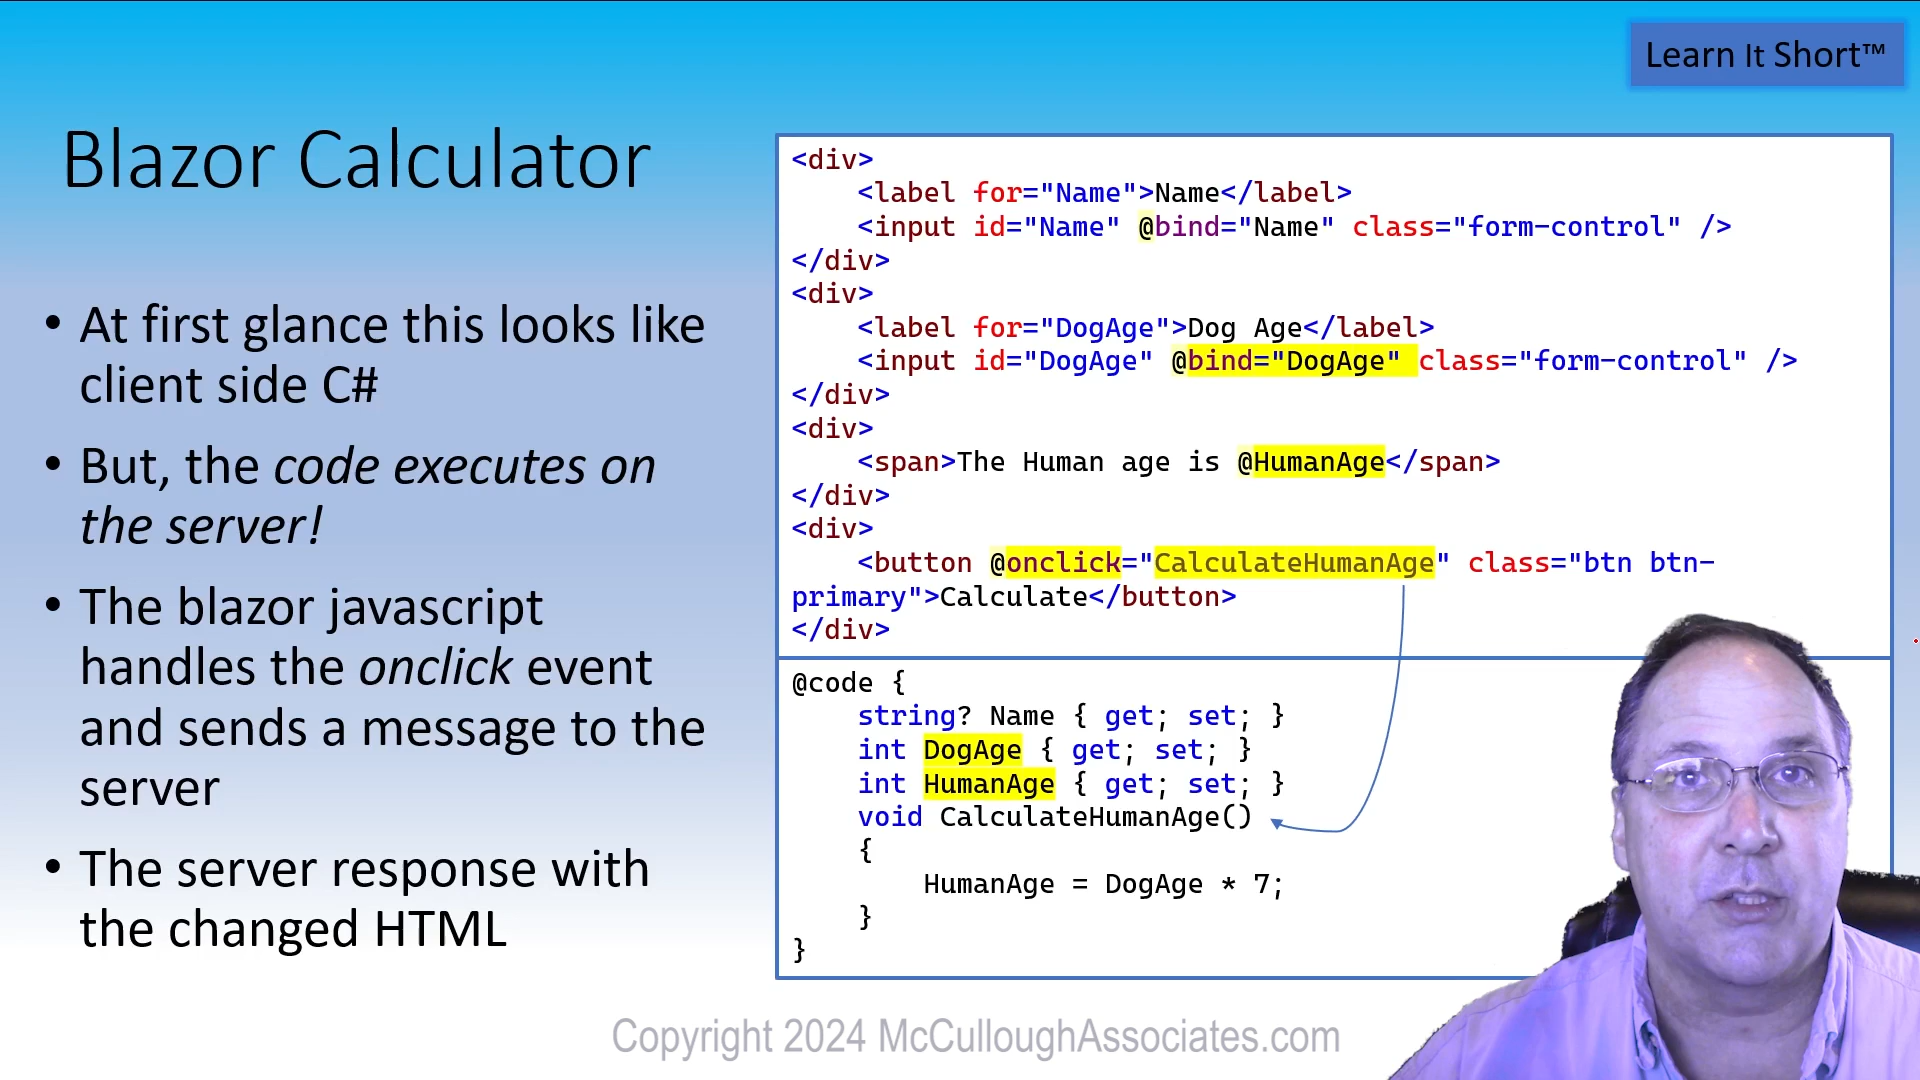 Learn It Short™
Blazor Calculator
• At first glance this looks like
client side C#
• But, the code executes on
the server!
• The blazor javascript
handles the onclick event
and sends a message to the
server
• The server response with
the changed HTML
<div>
    <label for="Name">Name</label>
    <input id="Name" @bind="Name" class="form-control" />
</div>
<div>
    <label for="DogAge">Dog Age</label>
    <input id="DogAge" @bind="DogAge" class="form-control" />
</div>
<div>
    <span>The Human age is @HumanAge</span>
</div>
<div>
    <button @onclick="CalculateHumanAge" class="btn btn-
primary">Calculate</button>
</div>
@code {
    string? Name { get; set; }
    int DogAge { get; set; }
    int HumanAge { get; set; }
    void CalculateHumanAge()
    {
        HumanAge = DogAge * 7;
    }
}
Copyright 2024 McCulloughAssociates.com